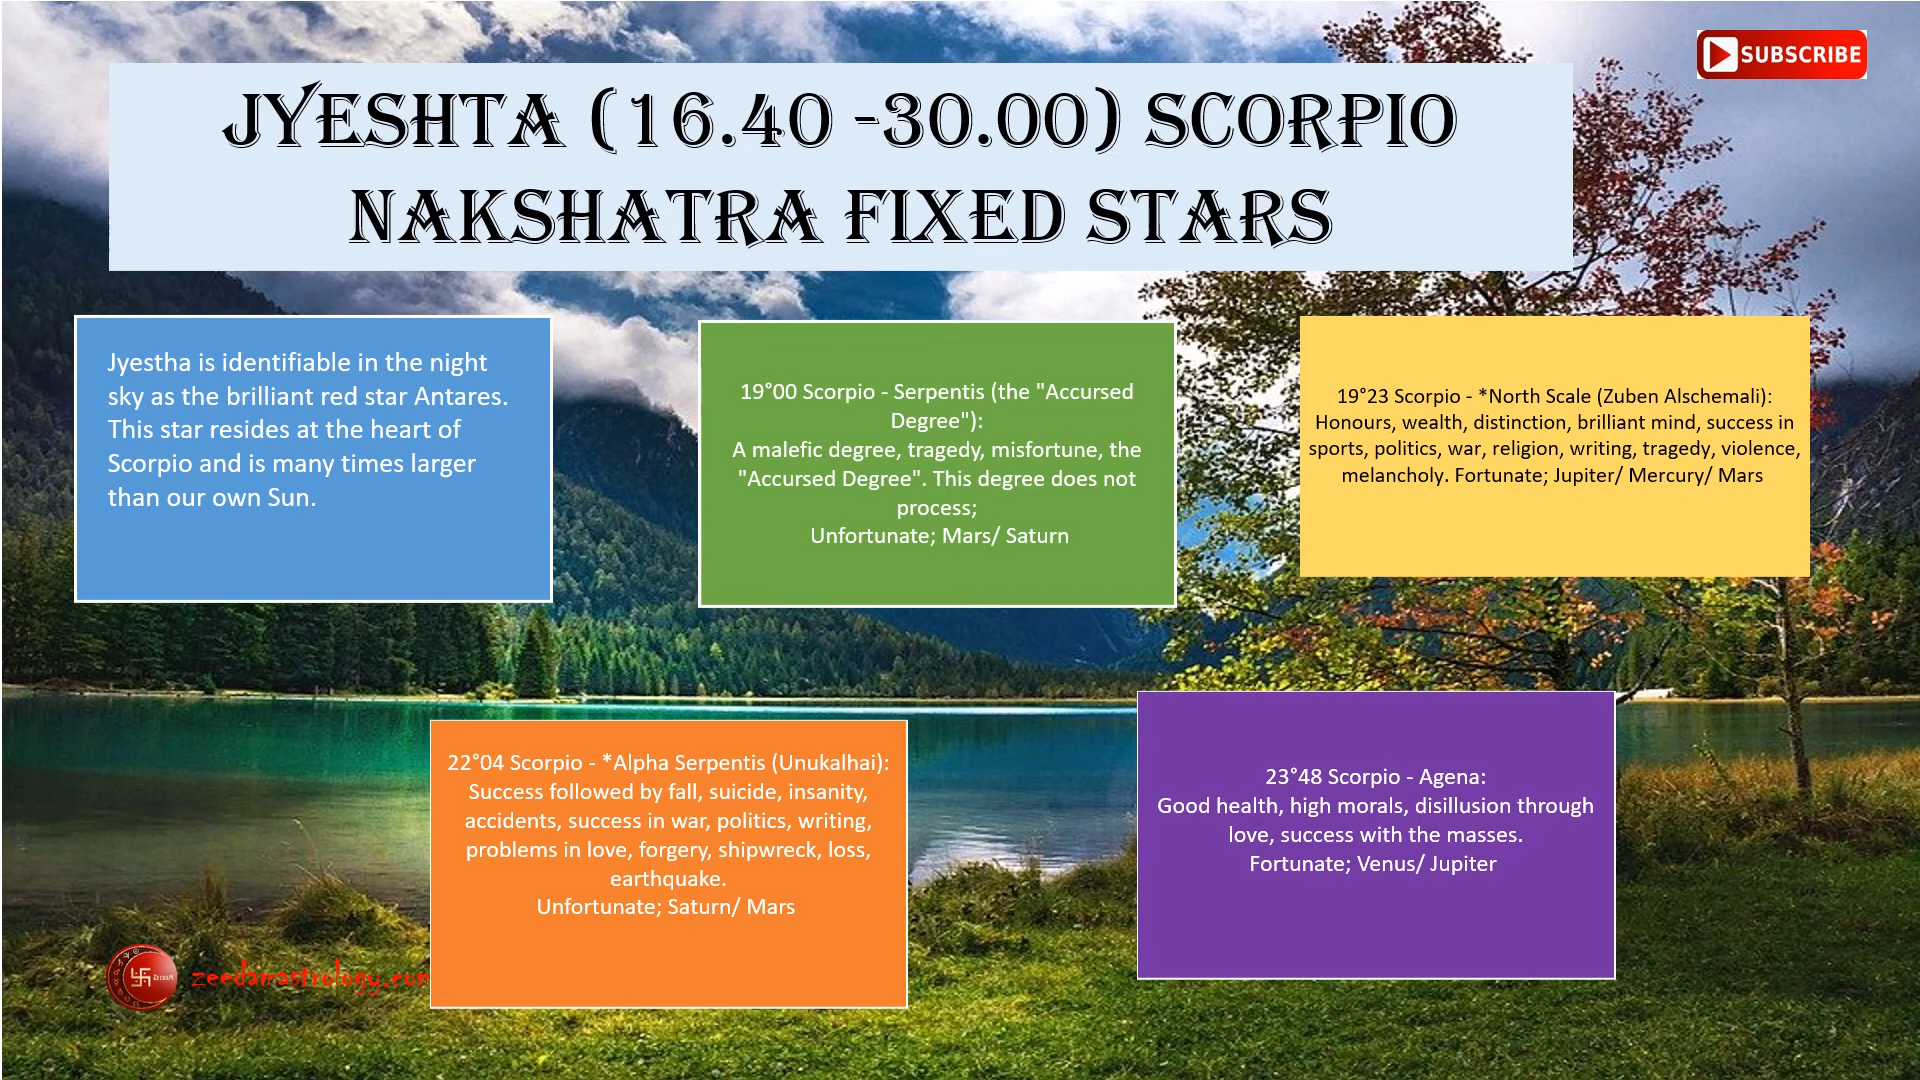 SUBSCRIBE
JYESHTA (16.40 -30.00) SCORPIO
NAKSHATRA FIXED STARS
Jyestha is identifiable in the night
sky as the brilliant red star Antares.
This star resides at the heart of
Scorpio and is many times larger
than our own Sun.
19°00 Scorpio - Serpentis (the "Accursed
Degree"):
A malefic degree, tragedy, misfortune, the
"Accursed Degree". This degree does not
process;
Unfortunate; Mars/ Saturn
19°23 Scorpio - *North Scale (Zuben Alschemali):
Honours, wealth, distinction, brilliant mind, success in
sports, politics, war, religion, writing, tragedy, violence,
melancholy. Fortunate; Jupiter/ Mercury/ Mars
22°04 Scorpio - *Alpha Serpentis (Unukalhai):
Success followed by fall, suicide, insanity,
accidents, success in war, politics, writing,
problems in love, forgery, shipwreck, loss,
earthquake.
Unfortunate; Saturn/ Mars
23°48 Scorpio - Agena:
Good health, high morals, disillusion through
love, success with the masses.
Fortunate; Venus/ Jupiter
ZEEDAM
zeedamastrology.com